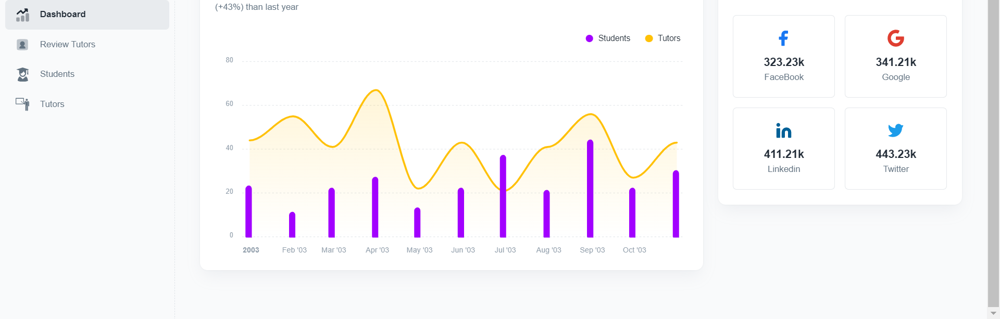 Dashboard
Review Tutors
Students
Tutors
(+43%) than last year
Students
Tutors
80
60
40
20
0
2003
Feb '03
Mar '03
Apr '03
May '03
Jun '03
Jul '03
Aug '03
Sep '03
Oct '03
323.23k
FaceBook
341.21k
Google
411.21k
Linkedin
443.23k
Twitter